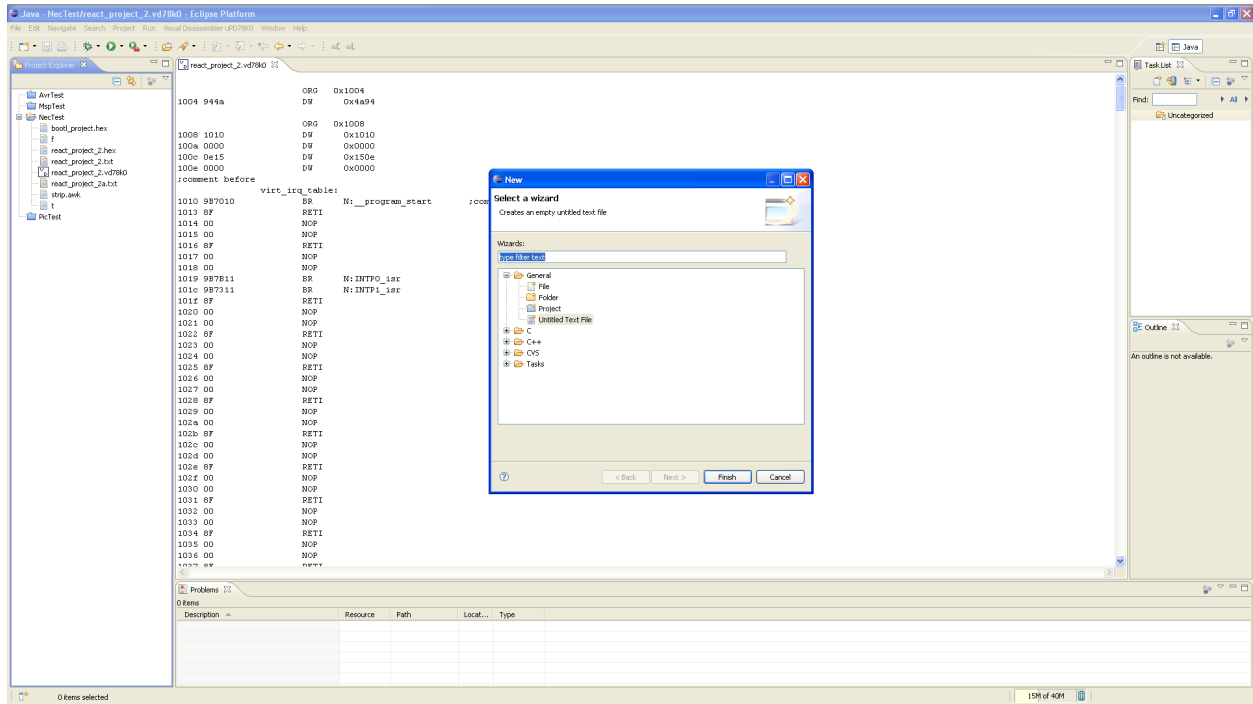 Java - NecTest/react_project_2.vd78k0 - Eclipse Platform
File Edit Navigate Search Project Run Visual Disassembler uPD78K0 Window Help
Java
Project Explorer
AvrTest
MspTest
NecTest
bootl_project.hex
f
react_project_2.hex
react_project_2.txt
react_project_2.vd78k0
react_project_2a.txt
strip.awk
t
PicTest
react_project_2.vd78k0
ORG 0x1004
1004 944a DW 0x4a94
ORG 0x1008
1008 1010 DW 0x1010
100a 0000 DW 0x0000
100c 0e15 DW 0x150e
100e 0000 DW 0x0000
;comment before
virt_irq_table:
1010 9B7010 BR N:__program_start ;com
1013 8F RETI
1014 00 NOP
1015 00 NOP
1016 8F RETI
1017 00 NOP
1018 00 NOP
1019 9B7B11 BR N:INTP0_isr
101c 9B7311 BR N:INTP1_isr
101f 8F RETI
1020 00 NOP
1021 00 NOP
1022 8F RETI
1023 00 NOP
1024 00 NOP
1025 8F RETI
1026 00 NOP
1027 00 NOP
1028 8F RETI
1029 00 NOP
102a 00 NOP
102b 8F RETI
102c 00 NOP
102d 00 NOP
102e 8F RETI
102f 00 NOP
1030 00 NOP
1031 8F RETI
1032 00 NOP
1033 00 NOP
1034 8F RETI
1035 00 NOP
1036 00 NOP
1037 8F RETI
New
Select a wizard
Creates an empty untitled text file
Wizards:
type filter text
General
File
Folder
Project
Untitled Text File
C
C++
CVS
Tasks
< Back Next > Finish Cancel
Task List
Find: All
Uncategorized
Outline
An outline is not available.
Problems
0 items
Description Resource Path Locat... Type
0 items selected
15M of 40M